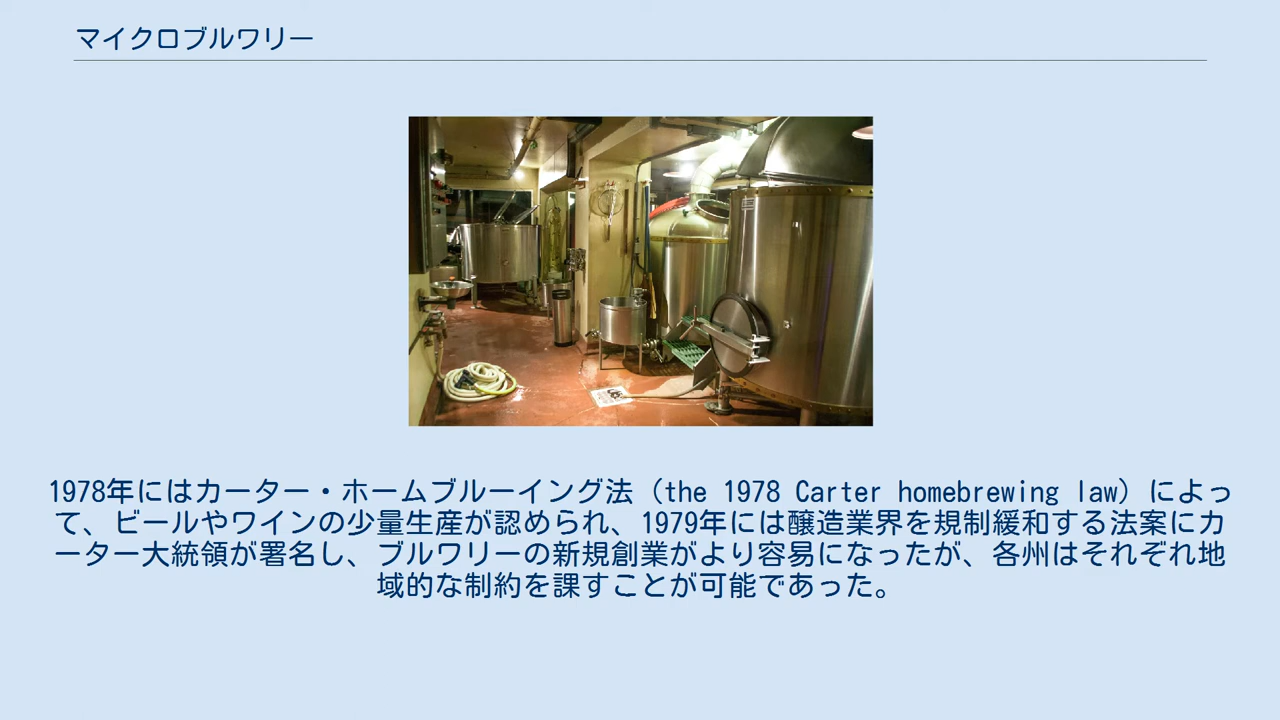 マイクロブルワリー
1978年にはカーター・ホームブルーイング法（the 1978 Carter homebrewing law）によっ
て、ビールやワインの少量生産が認められ、1979年には醸造業界を規制緩和する法案にカ
ーター大統領が署名し、ブルワリーの新規創業がより容易になったが、各州はそれぞれ地
域的な制約を課すことが可能であった。